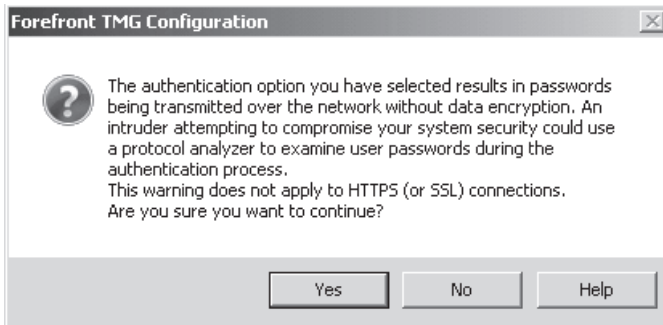 Forefront TMG Configuration
The authentication option you have selected results in passwords
being transmitted over the network without data encryption. An
intruder attempting to compromise your system security could use
a protocol analyzer to examine user passwords during the
authentication process.
This warning does not apply to HTTPS (or SSL) connections.
Are you sure you want to continue?
Yes No Help